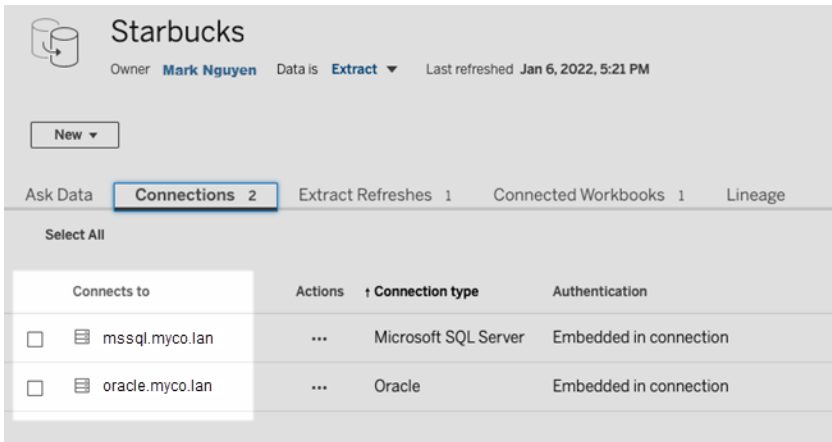 Starbucks
Owner Mark Nguyen Data is Extract Last refreshed Jan 6, 2022, 5:21 PM
New
Ask Data Connections 2 Extract Refreshes 1 Connected Workbooks 1 Lineage
Select All
Connects to Actions ↑ Connection type Authentication
mssql.myco.lan ... Microsoft SQL Server Embedded in connection
oracle.myco.lan ... Oracle Embedded in connection